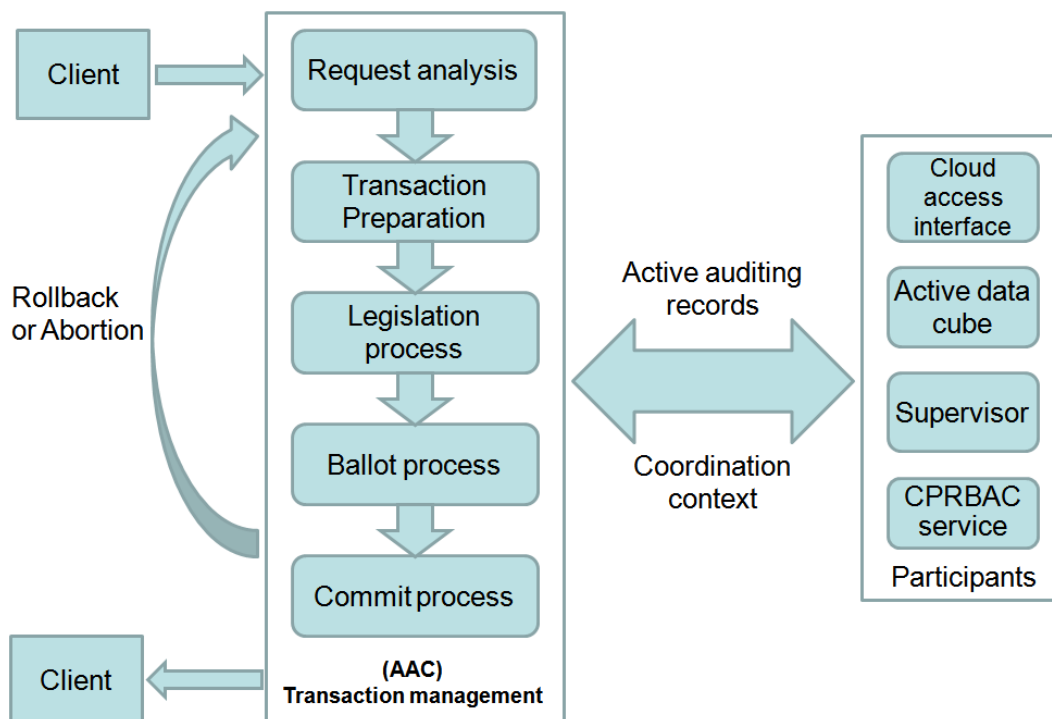 Client
Request analysis
Transaction
Preparation
Legislation
process
Ballot process
Commit process
(AAC)
Transaction management
Rollback
or Abortion
Client
Active auditing
records
Coordination
context
Cloud
access
interface
Active data
cube
Supervisor
CPRBAC
service
Participants